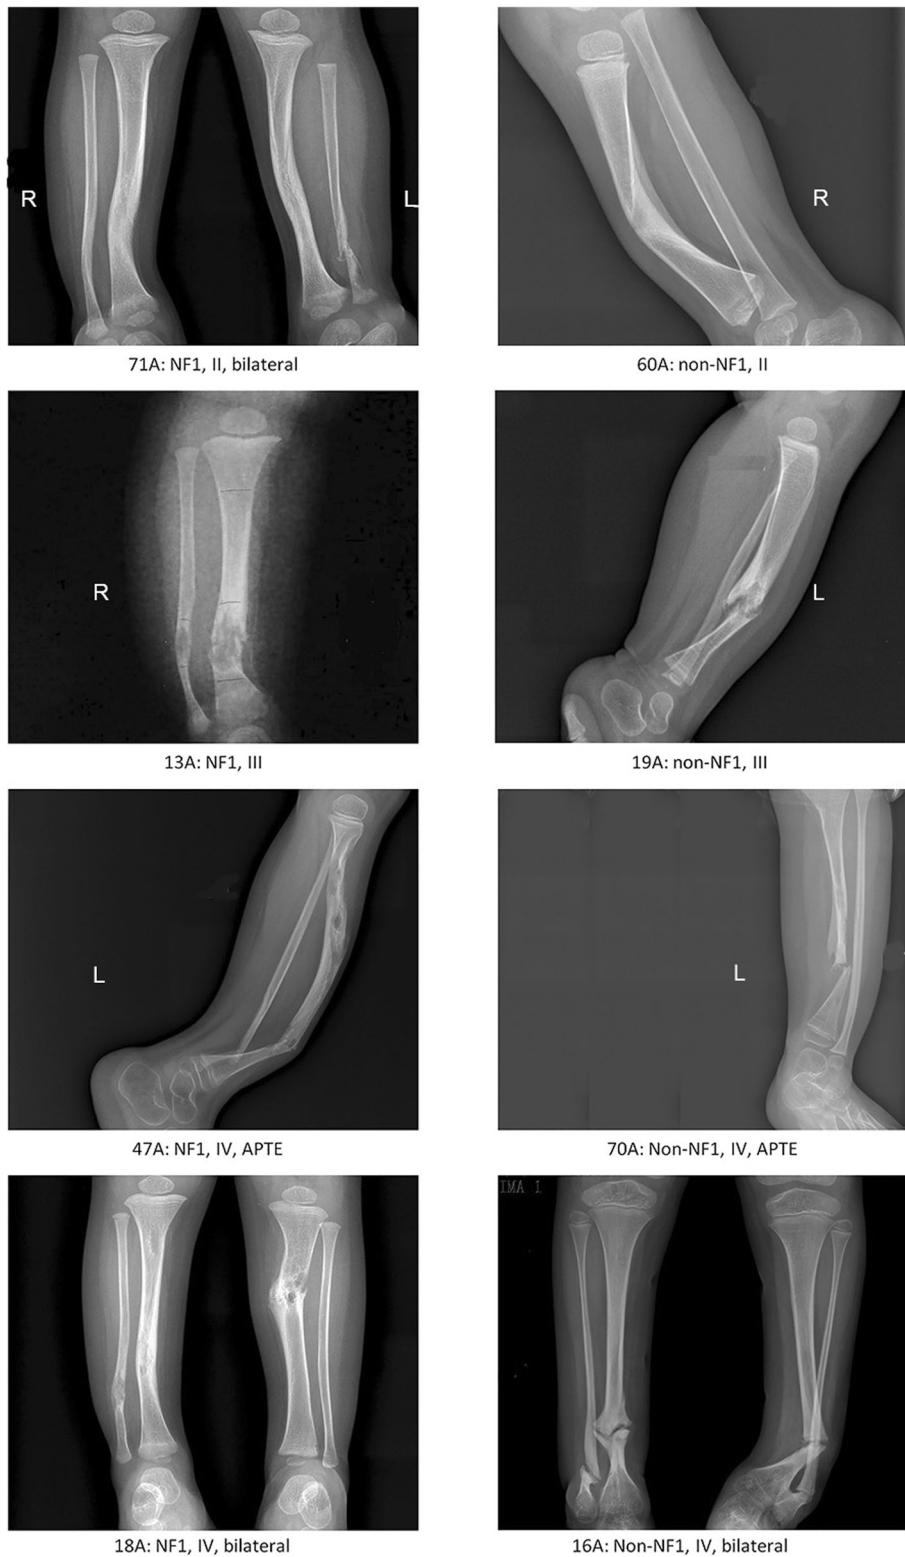 R
L
R
71A: NF1, II, bilateral
60A: non-NF1, II
R
L
13A: NF1, III
19A: non-NF1, III
L
L
47A: NF1, IV, APTE
70A: Non-NF1, IV, APTE
IMA 1
18A: NF1, IV, bilateral
16A: Non-NF1, IV, bilateral